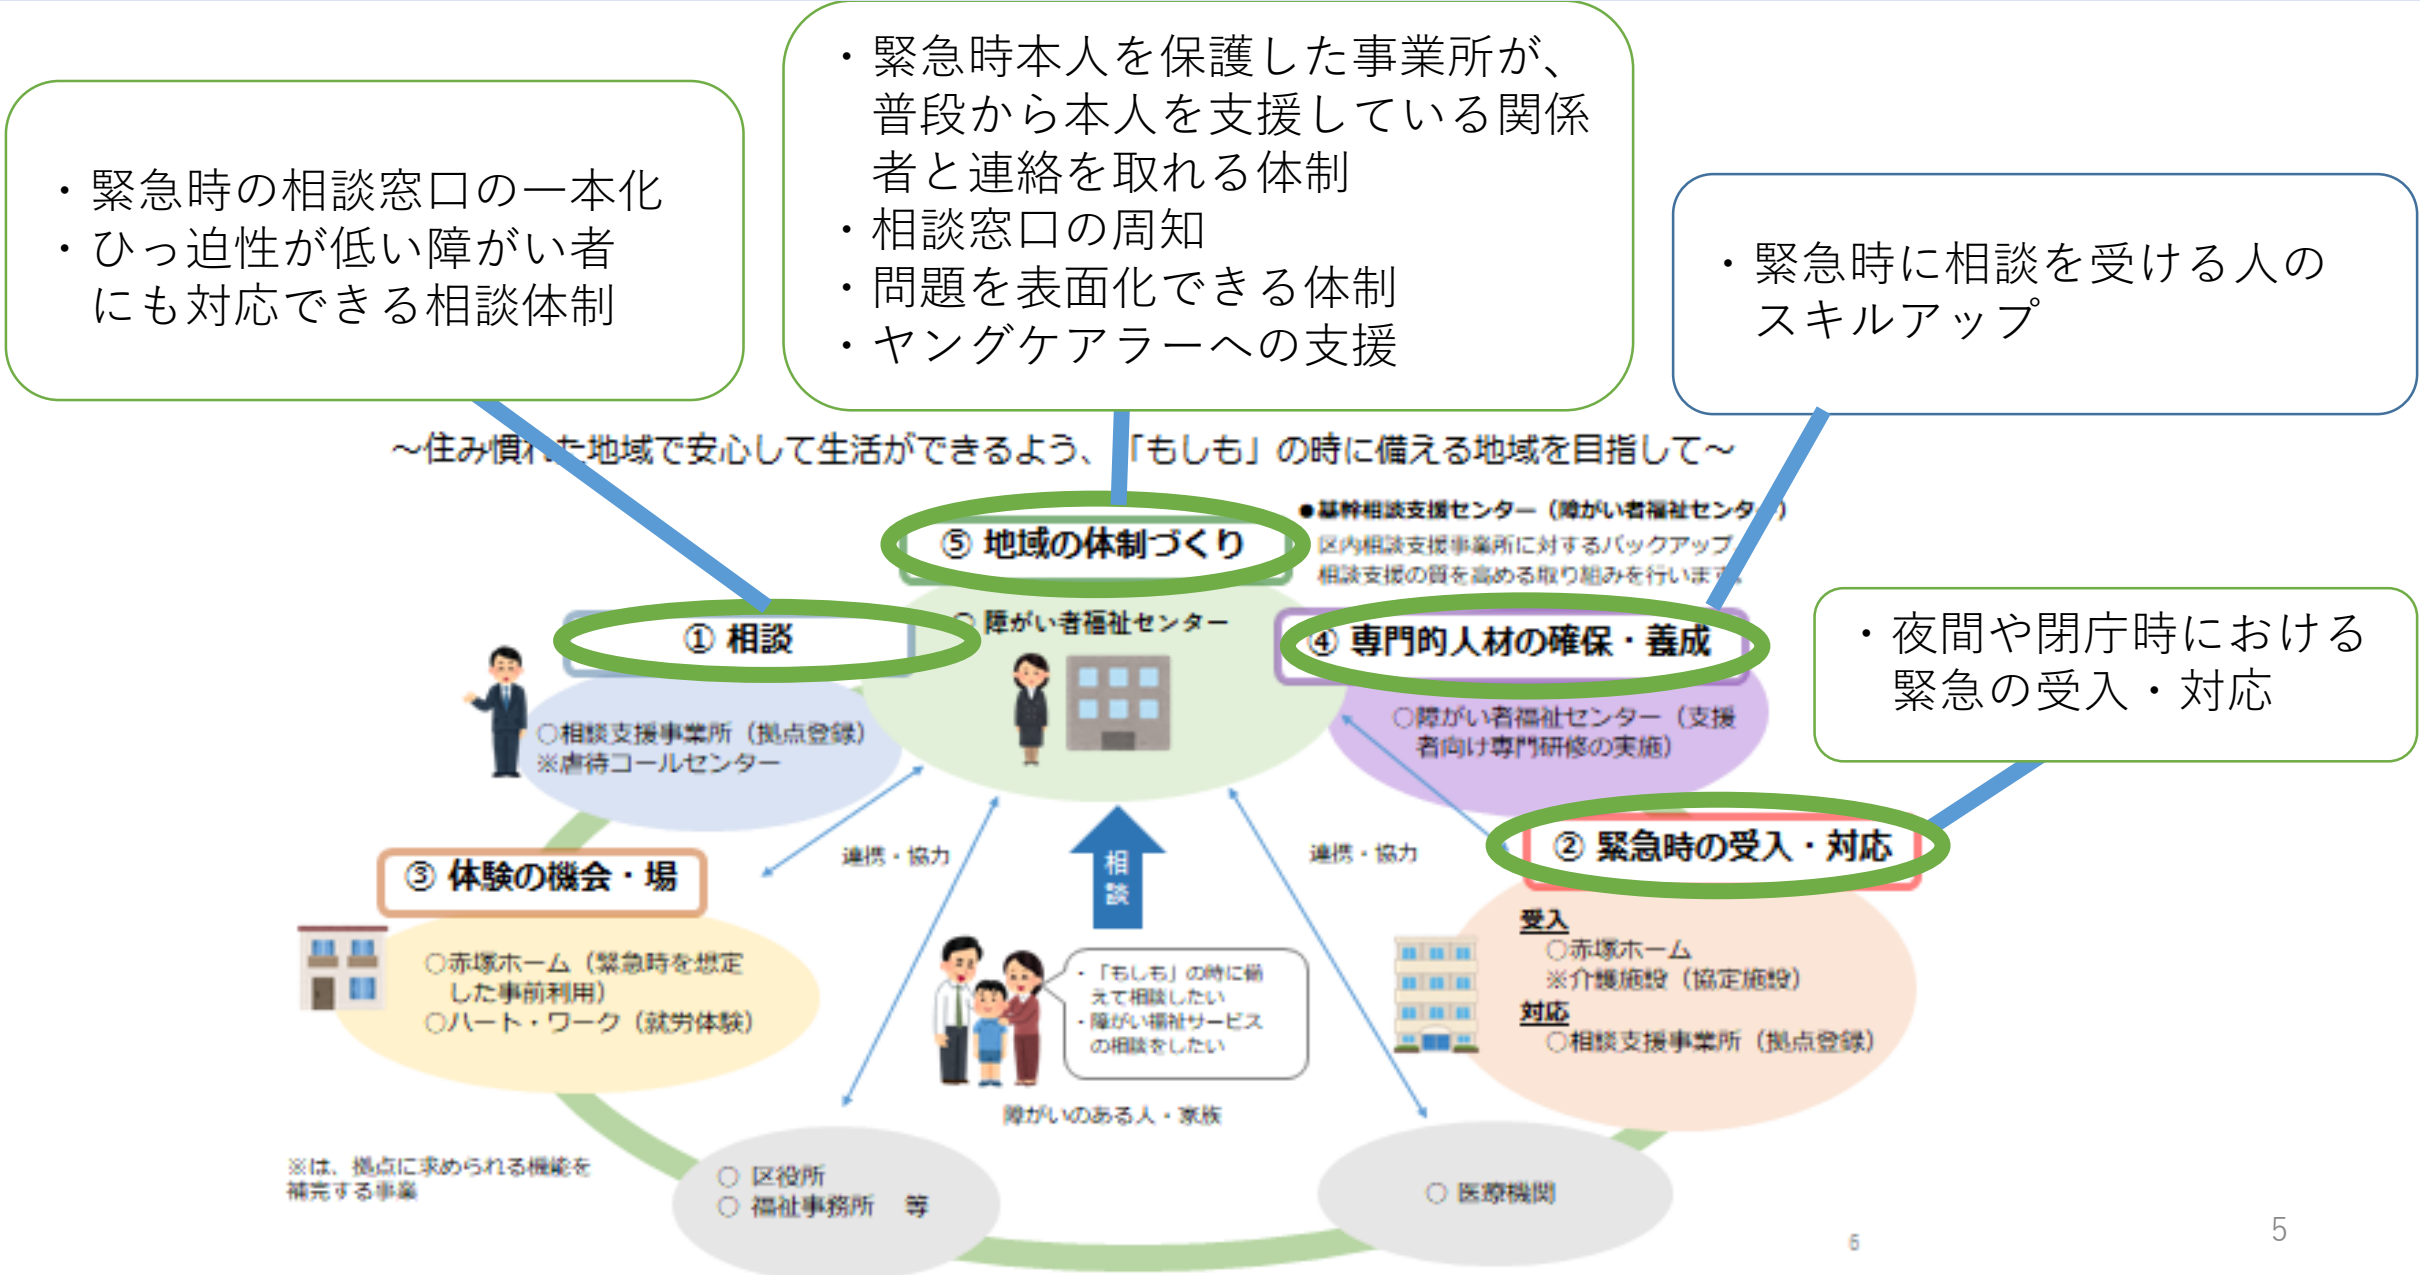 ・緊急時の相談窓口の一本化
・ひっ迫性が低い障がい者
にも対応できる相談体制
・緊急時本人を保護した事業所が、
普段から本人を支援している関係
者と連絡を取れる体制
・相談窓口の周知
・問題を表面化できる体制
・ヤングケアラーへの支援
・緊急時に相談を受ける人の
スキルアップ
・夜間や閉庁時における
緊急の受入・対応
～住み慣れた地域で安心して生活ができるよう、「もしも」の時に備える地域を目指して～
⑤ 地域の体制づくり
●基幹相談支援センター（障がい者福祉センター）
区内相談支援事業所に対するバックアップ
相談支援の質を高める取り組みを行います。
○ 障がい者福祉センター
① 相談
○相談支援事業所（拠点登録）
※虐待コールセンター
④ 専門的人材の確保・養成
○障がい者福祉センター（支援
者向け専門研修の実施）
③ 体験の機会・場
○赤塚ホーム（緊急時を想定
した事前利用）
○ハート・ワーク（就労体験）
連携・協力
相
談
連携・協力
② 緊急時の受入・対応
受入
○赤塚ホーム
※介護施設（協定施設）
対応
○相談支援事業所（拠点登録）
・「もしも」の時に備
えて相談したい
・障がい福祉サービス
の相談をしたい
障がいのある人・家族
※は、拠点に求められる機能を
補完する事業
○ 区役所
○ 福祉事務所　等
○ 医療機関
6
5